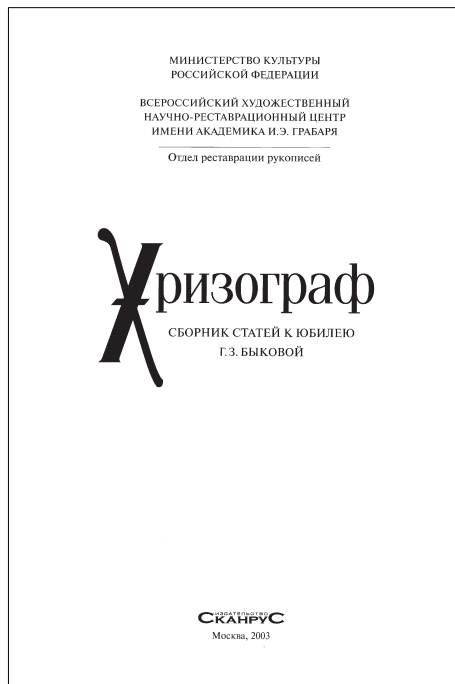 МИНИСТЕРСТВО КУЛЬТУРЫ
РОССИЙСКОЙ ФЕДЕРАЦИИ
ВСЕРОССИЙСКИЙ ХУДОЖЕСТВЕННЫЙ
НАУЧНО-РЕСТАВРАЦИОННЫЙ ЦЕНТР
ИМЕНИ АКАДЕМИКА И.Э. ГРАБАРЯ
Отдел реставрации рукописей
Хризограф
СБОРНИК СТАТЕЙ К ЮБИЛЕЮ
Г. З. БЫКОВОЙ
ИЗДАТЕЛЬСТВО
СКАНРУС
Москва, 2003